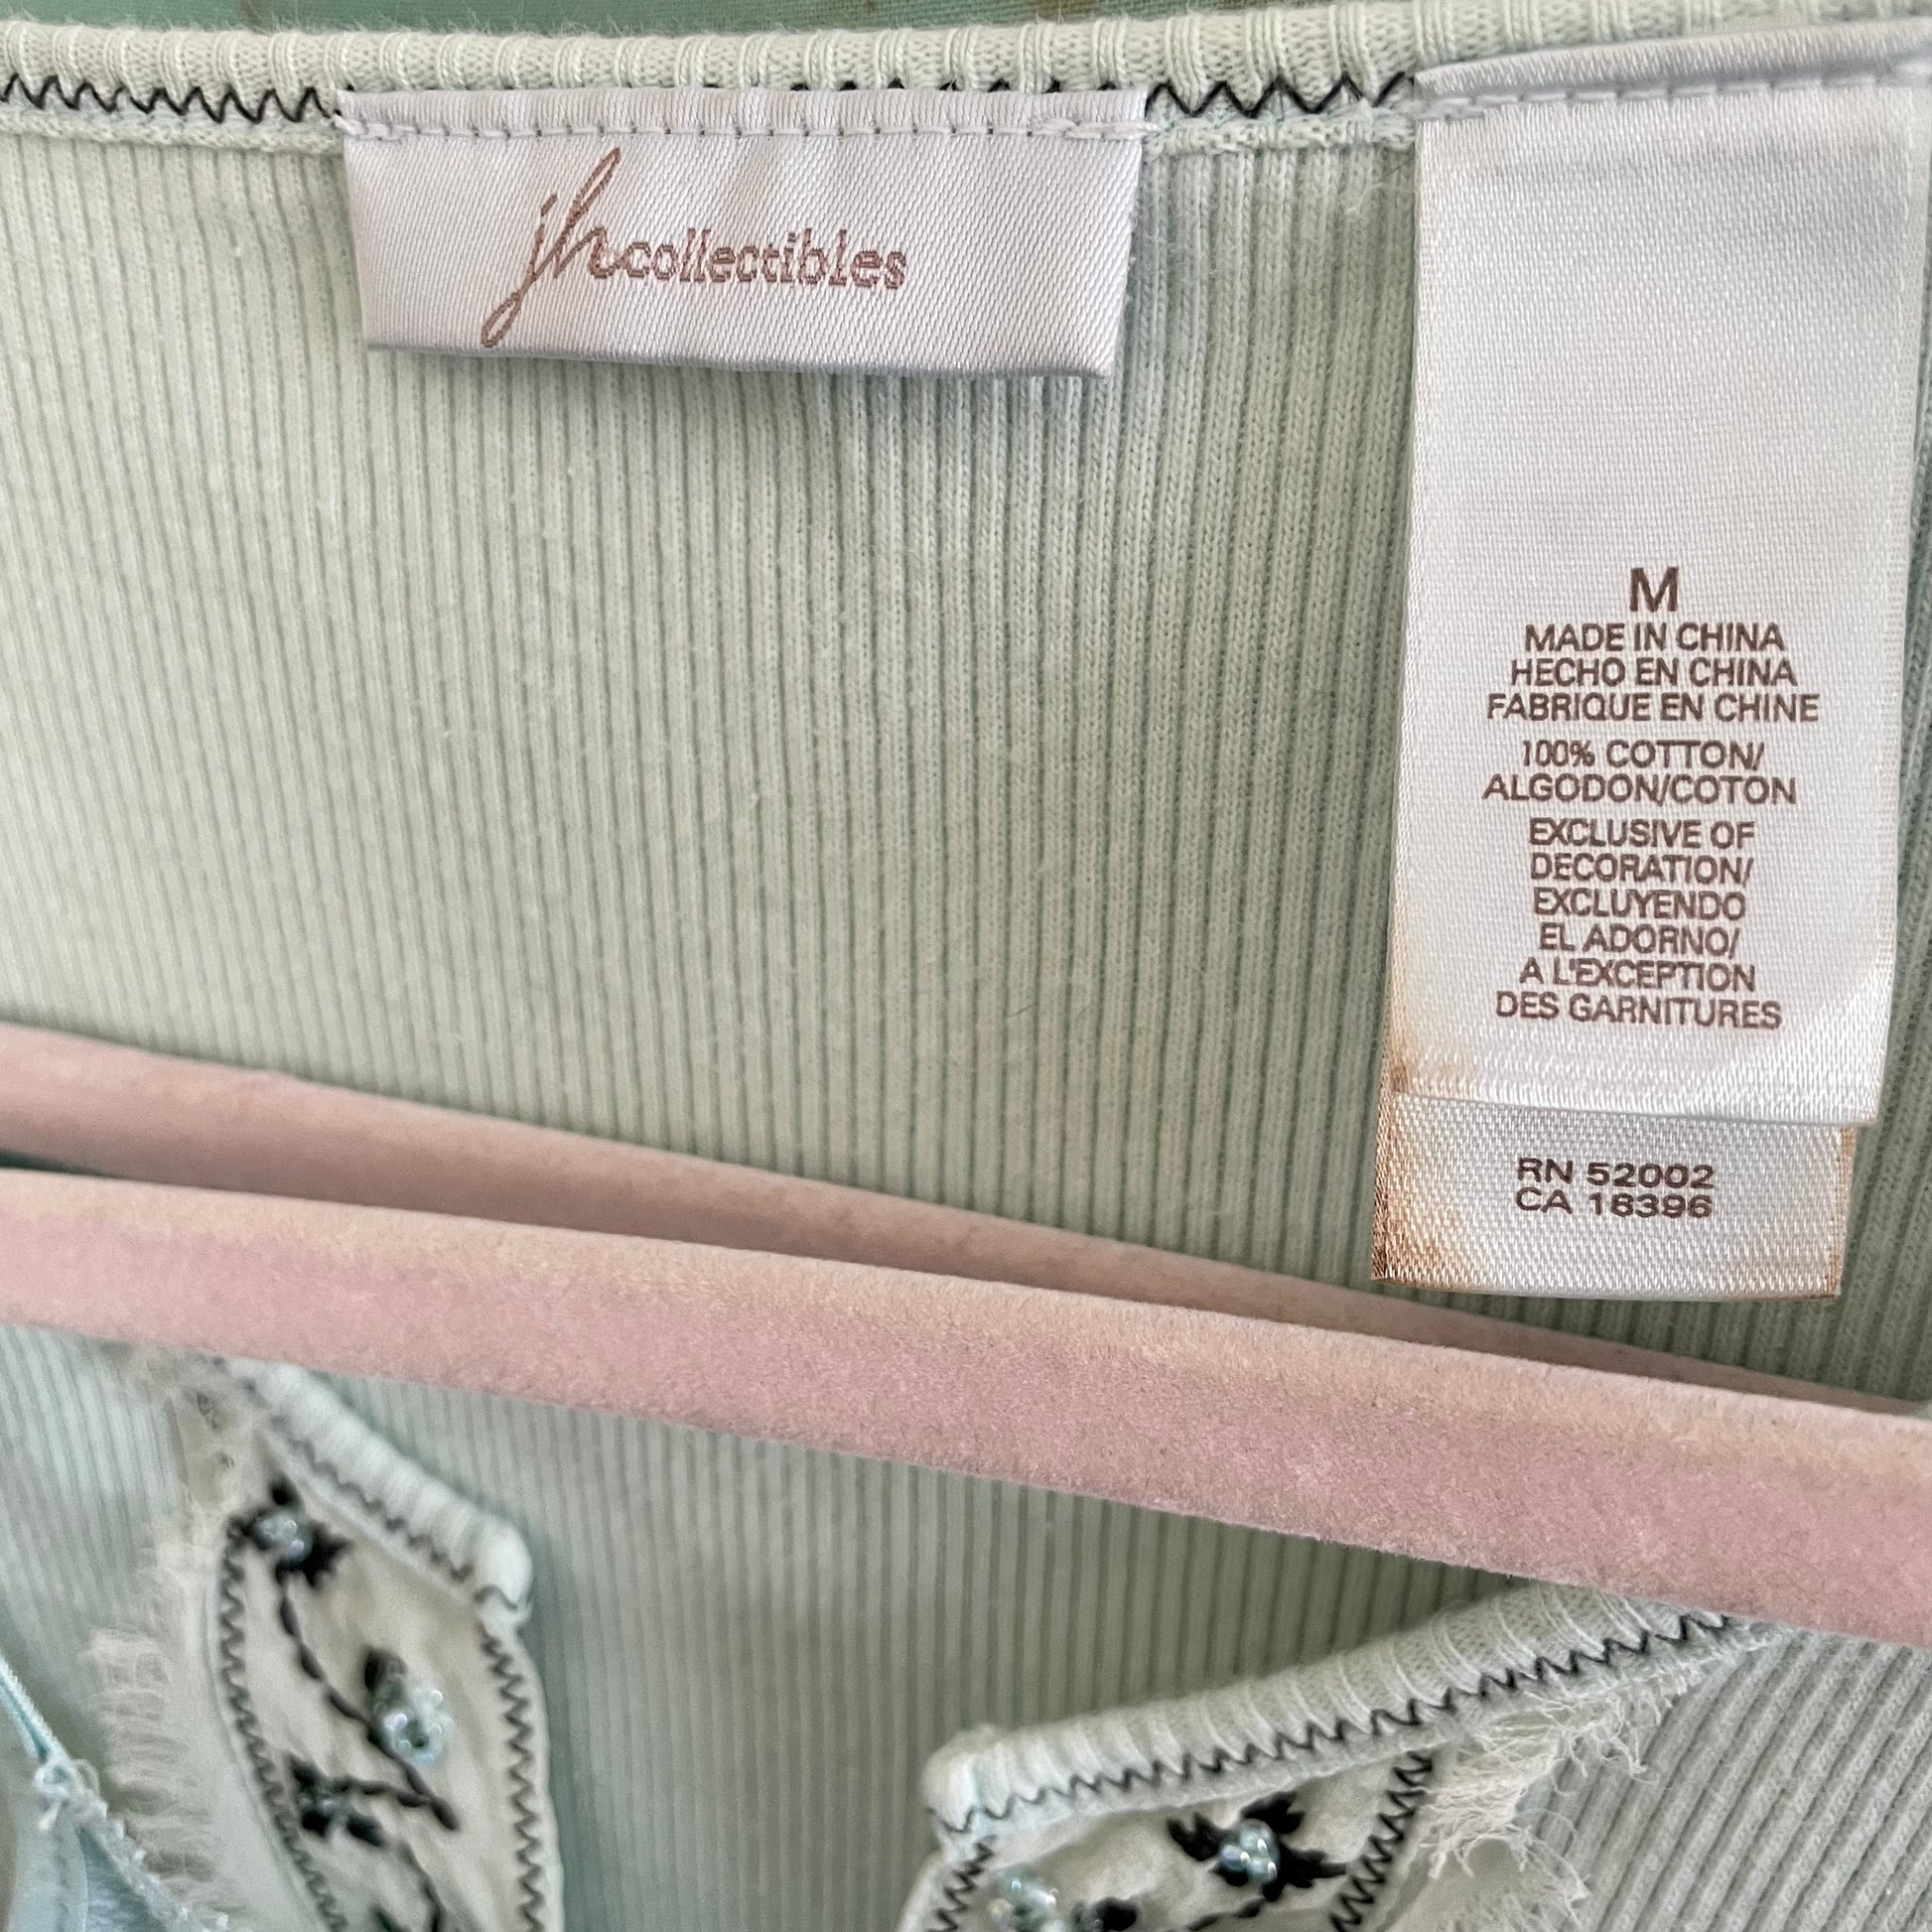 jhcollectibles
M
MADE IN CHINA
HECHO EN CHINA
FABRIQUE EN CHINE
100% COTTON/
ALGODON/COTON
EXCLUSIVE OF
DECORATION/
EXCLUYENDO
EL ADORNO/
A L'EXCEPTION
DES GARNITURES
RN 52002
CA 16396